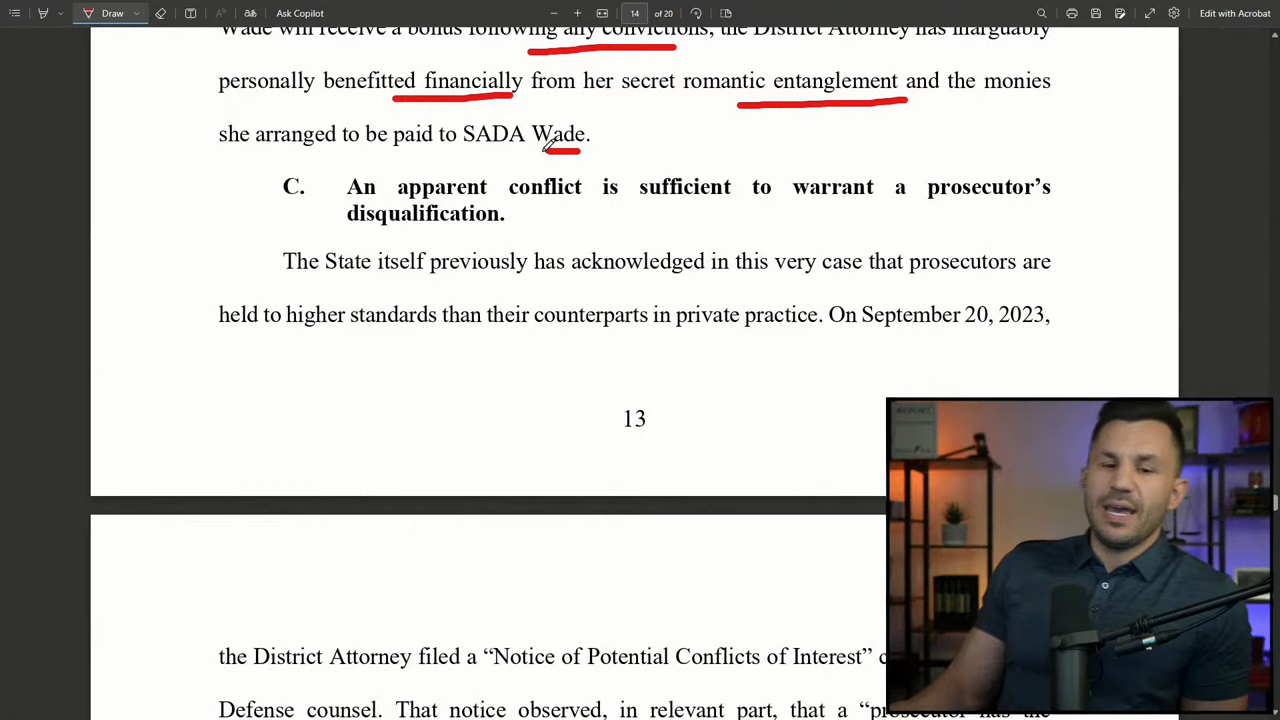 Draw
Ask Copilot
14 of 20
Edit with Acrobat
Wade will receive a bonus following any convictions, the District Attorney has inarguably
personally benefitted financially from her secret romantic entanglement and the monies
she arranged to be paid to SADA Wade.
C. An apparent conflict is sufficient to warrant a prosecutor’s
disqualification.
The State itself previously has acknowledged in this very case that prosecutors are
held to higher standards than their counterparts in private practice. On September 20, 2023,
13
the District Attorney filed a “Notice of Potential Conflicts of Interest”
Defense counsel. That notice observed, in relevant part, that a “prosecutor has the